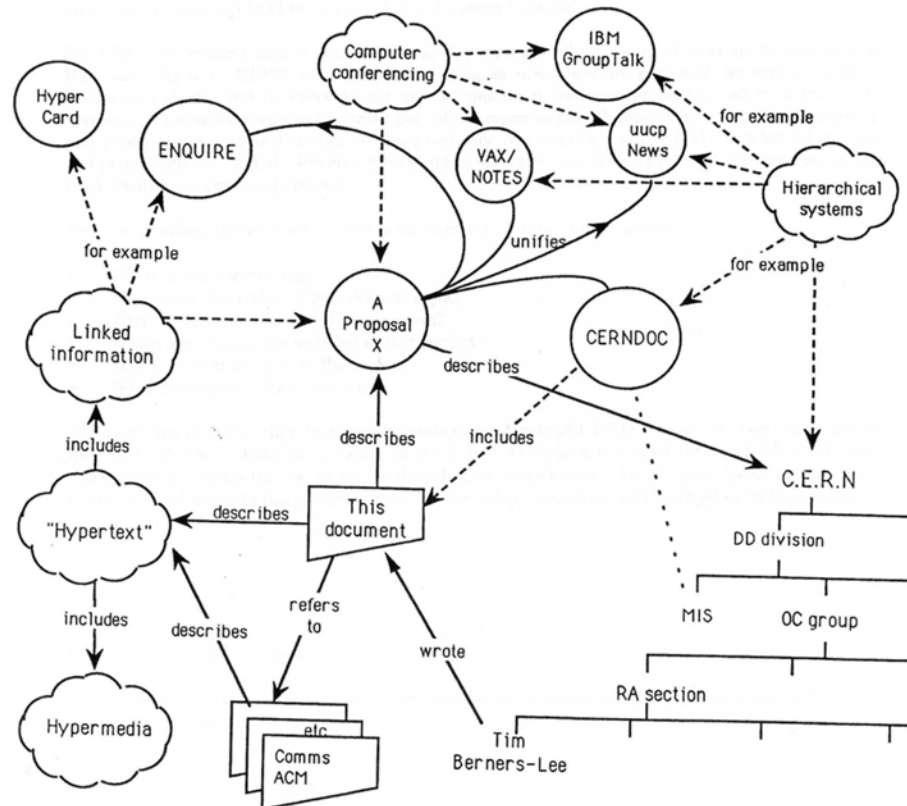 IBM
GroupTalk
Computer
conferencing
Hyper
Card
for example
ENQUIRE
uucp
News
VAX/
NOTES
Hierarchical
systems
unifies
for example
for example
A
Proposal
Linked
information
CERNDOC
describes
includes
describes
includes
C.E.R.N
This
document
"Hypertext"
describes
DD division
refers
to
MIS
OC group
includes
describes
wrote
RA section
Hypermedia
etc
Tim
Berners-Lee
Comms
ACM